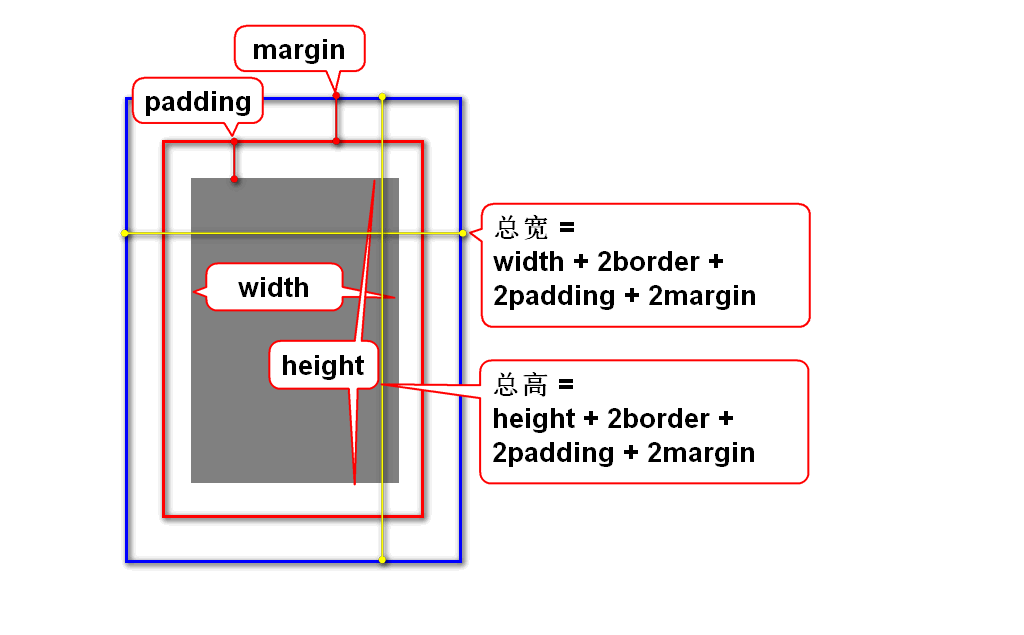 margin
padding
总宽 =
width + 2border +
2padding + 2margin
width
height
总高 =
height + 2border +
2padding + 2margin